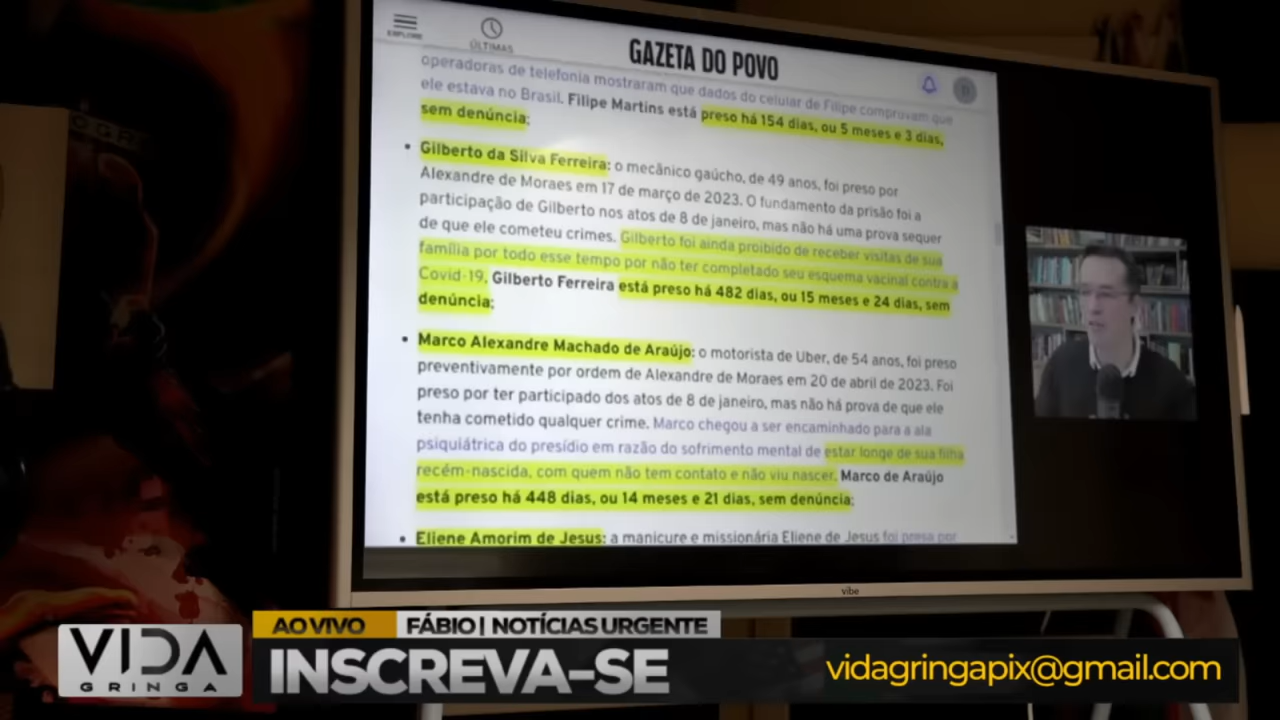 EXPLORE
ÚLTIMAS
GAZETA DO POVO
operadoras de telefonia mostraram que dados do celular de Filipe comprovam que
ele estava no Brasil. Filipe Martins está preso há 154 dias, ou 5 meses e 3 dias,
sem denúncia;
• Gilberto da Silva Ferreira: o mecânico gaúcho, de 49 anos, foi preso por
Alexandre de Moraes em 17 de março de 2023. O fundamento da prisão foi a
participação de Gilberto nos atos de 8 de janeiro, mas não há uma prova sequer
de que ele cometeu crimes. Gilberto foi ainda proibido de receber visitas de sua
família por todo esse tempo por não ter completado seu esquema vacinal contra a
Covid-19. Gilberto Ferreira está preso há 482 dias, ou 15 meses e 24 dias, sem
denúncia;
• Marco Alexandre Machado de Araújo: o motorista de Uber, de 54 anos, foi preso
preventivamente por ordem de Alexandre de Moraes em 20 de abril de 2023. Foi
preso por ter participado dos atos de 8 de janeiro, mas não há prova de que ele
tenha cometido qualquer crime. Marco chegou a ser encaminhado para a ala
psiquiátrica do presídio em razão do sofrimento mental de estar longe de sua filha
recém-nascida, com quem não tem contato e não viu nascer. Marco de Araújo
está preso há 448 dias, ou 14 meses e 21 dias, sem denúncia;
• Eliene Amorim de Jesus: a manicure e missionária Eliene de Jesus foi presa por
vibe
AO VIVO
FÁBIO | NOTÍCIAS URGENTE
VIDA
GRINGA
INSCREVA-SE
vidagringapix@gmail.com